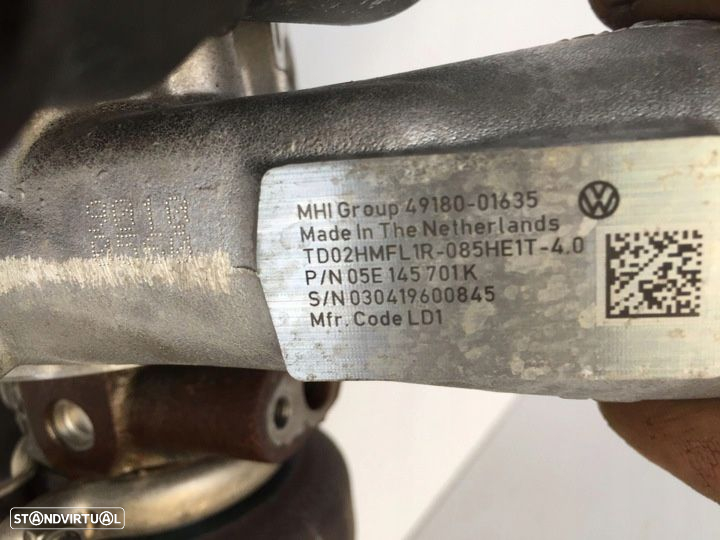 MHI Group 49180-01635
Made In The Netherlands
TD02HMFL1R-085HE1T-4.0
P/N 05E 145 701 K
S/N 030419600845
Mfr. Code LD1
STANDVIRTUAL